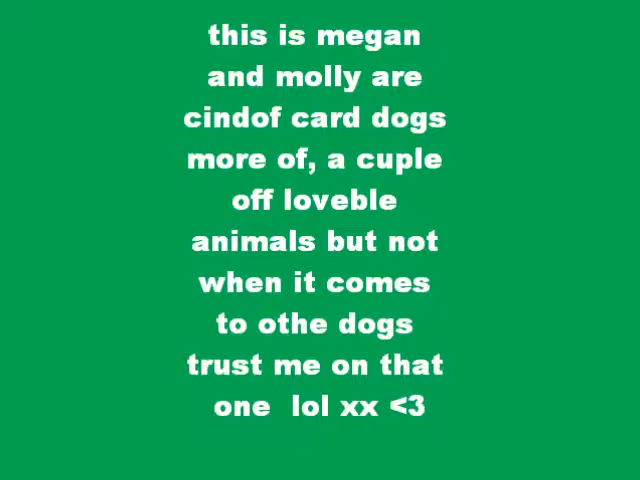 this is megan
and molly are
cindof card dogs
more of, a cuple
off loveble
animals but not
when it comes
to othe dogs
trust me on that
one  lol xx <3